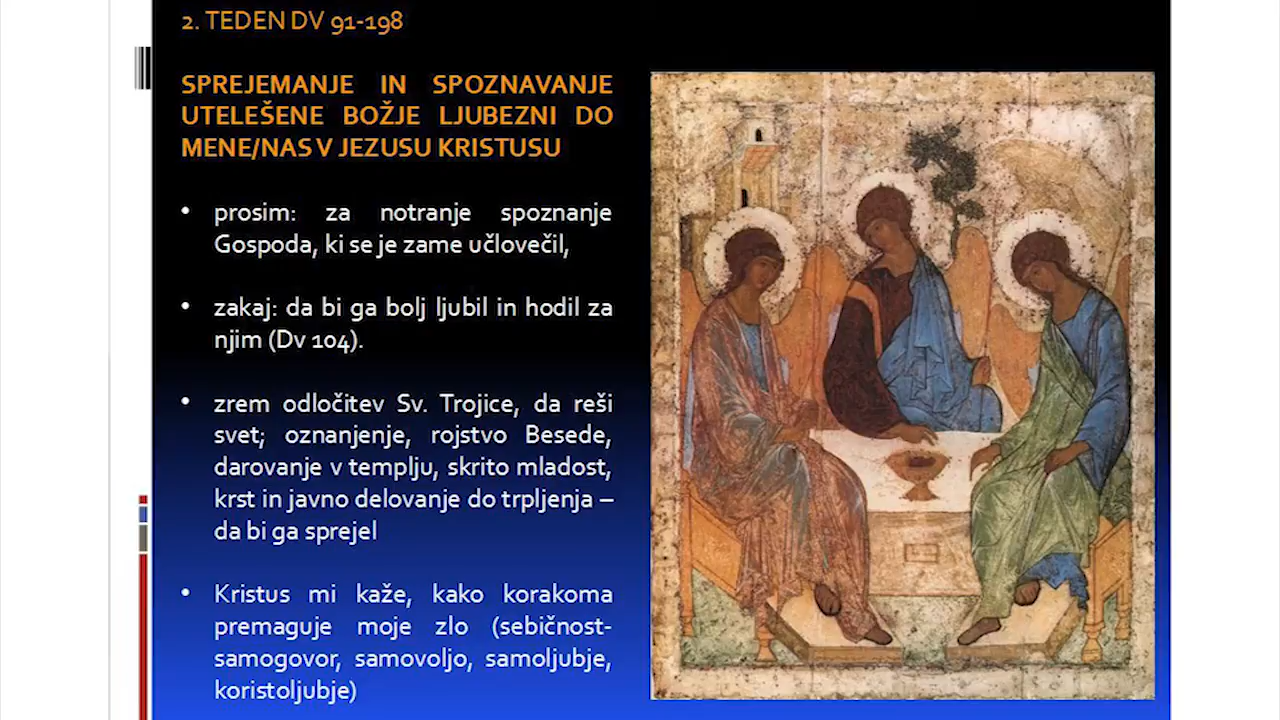 2. TEDEN DV 91-198
SPREJEMANJE IN SPOZNAVANJE
UTELEŠENE BOŽJE LJUBEZNI DO
MENE/NAS V JEZUSU KRISTUSU
• prosim: za notranje spoznanje
Gospoda, ki se je zame učlovečil,
• zakaj: da bi ga bolj ljubil in hodil za
njim (Dv 104).
• zrem odločitev Sv. Trojice, da reši
svet; oznanjenje, rojstvo Besede,
darovanje v templju, skrito mladost,
krst in javno delovanje do trpljenja –
da bi ga sprejel
• Kristus mi kaže, kako korakoma
premaguje moje zlo (sebičnost-
samogovor, samovoljo, samoljubje,
koristoljubje)